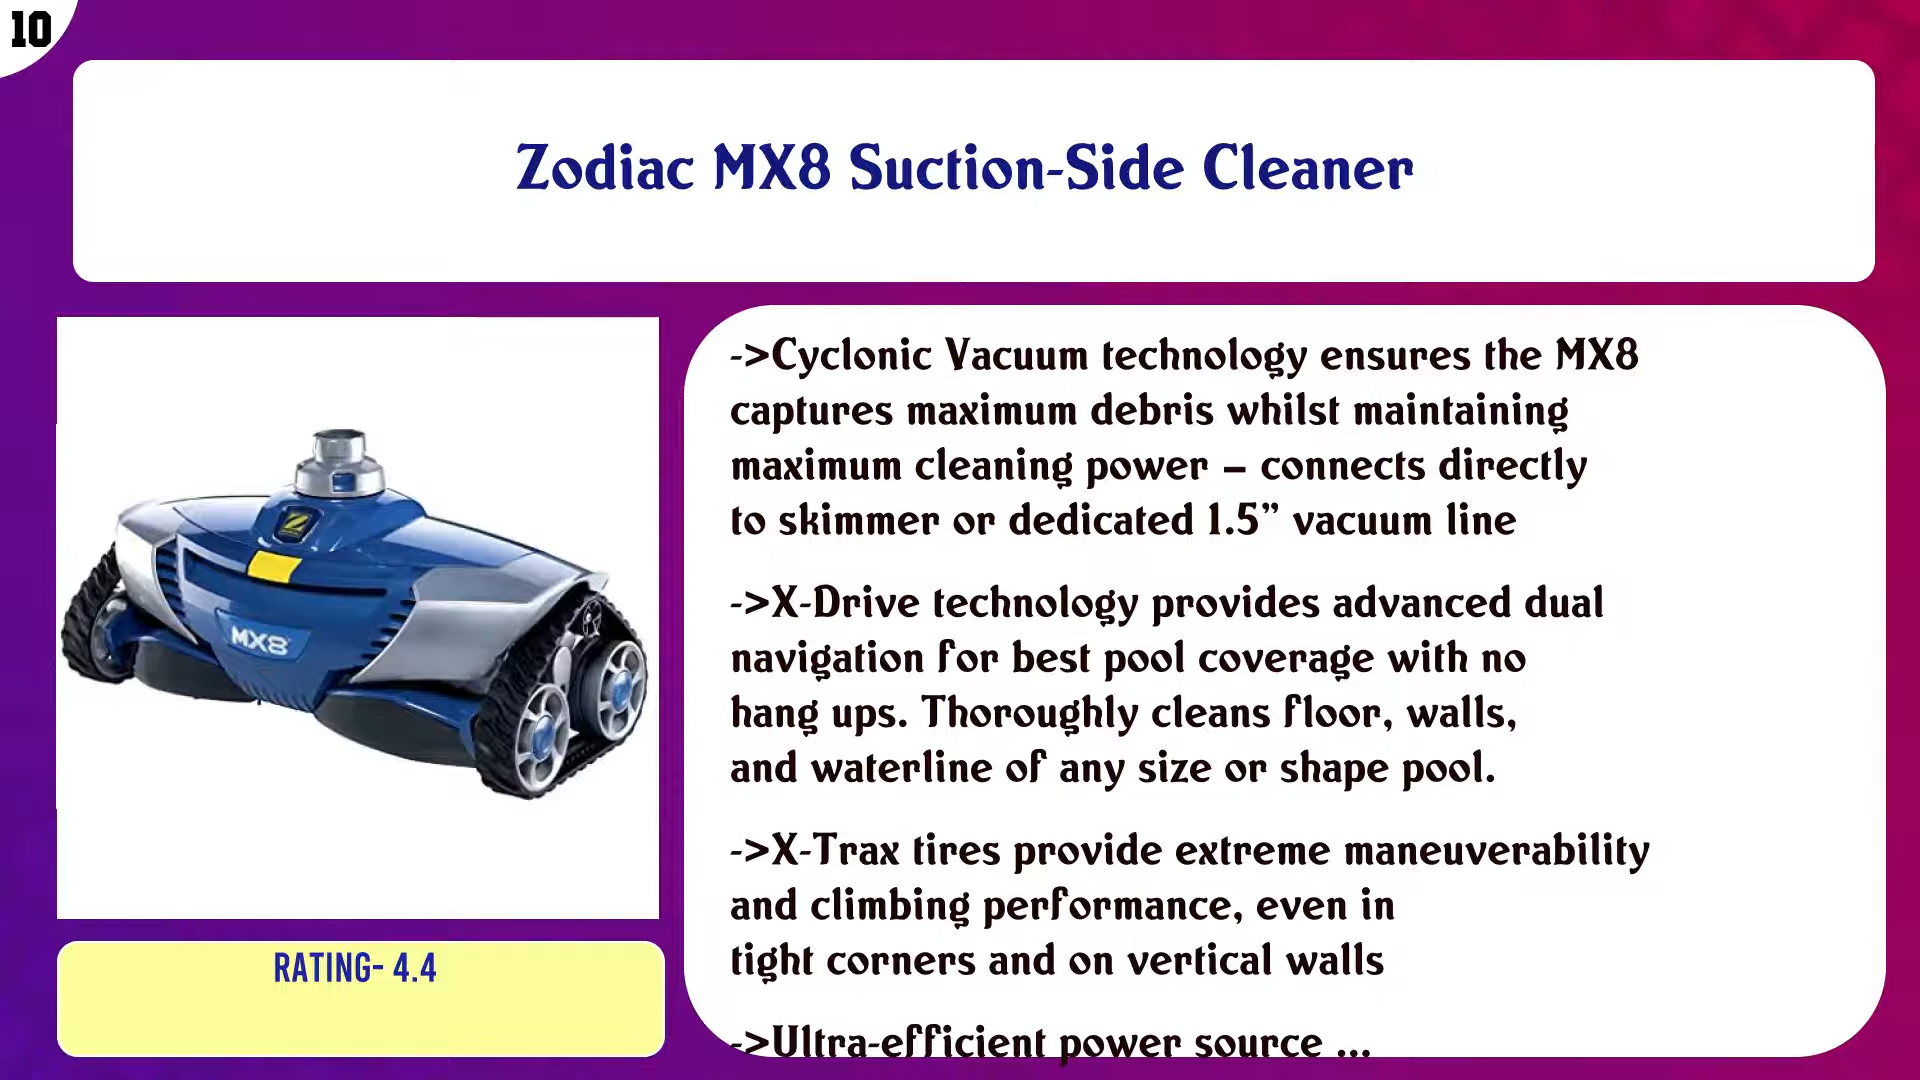 10
Zodiac MX8 Suction-Side Cleaner
->Cyclonic Vacuum technology ensures the MX8
captures maximum debris whilst maintaining
maximum cleaning power – connects directly
to skimmer or dedicated 1.5” vacuum line
->X-Drive technology provides advanced dual
navigation for best pool coverage with no
hang ups. Thoroughly cleans floor, walls,
and waterline of any size or shape pool.
->X-Trax tires provide extreme maneuverability
and climbing performance, even in
tight corners and on vertical walls
->Ultra-efficient power source ...
Z
MX8
RATING- 4.4